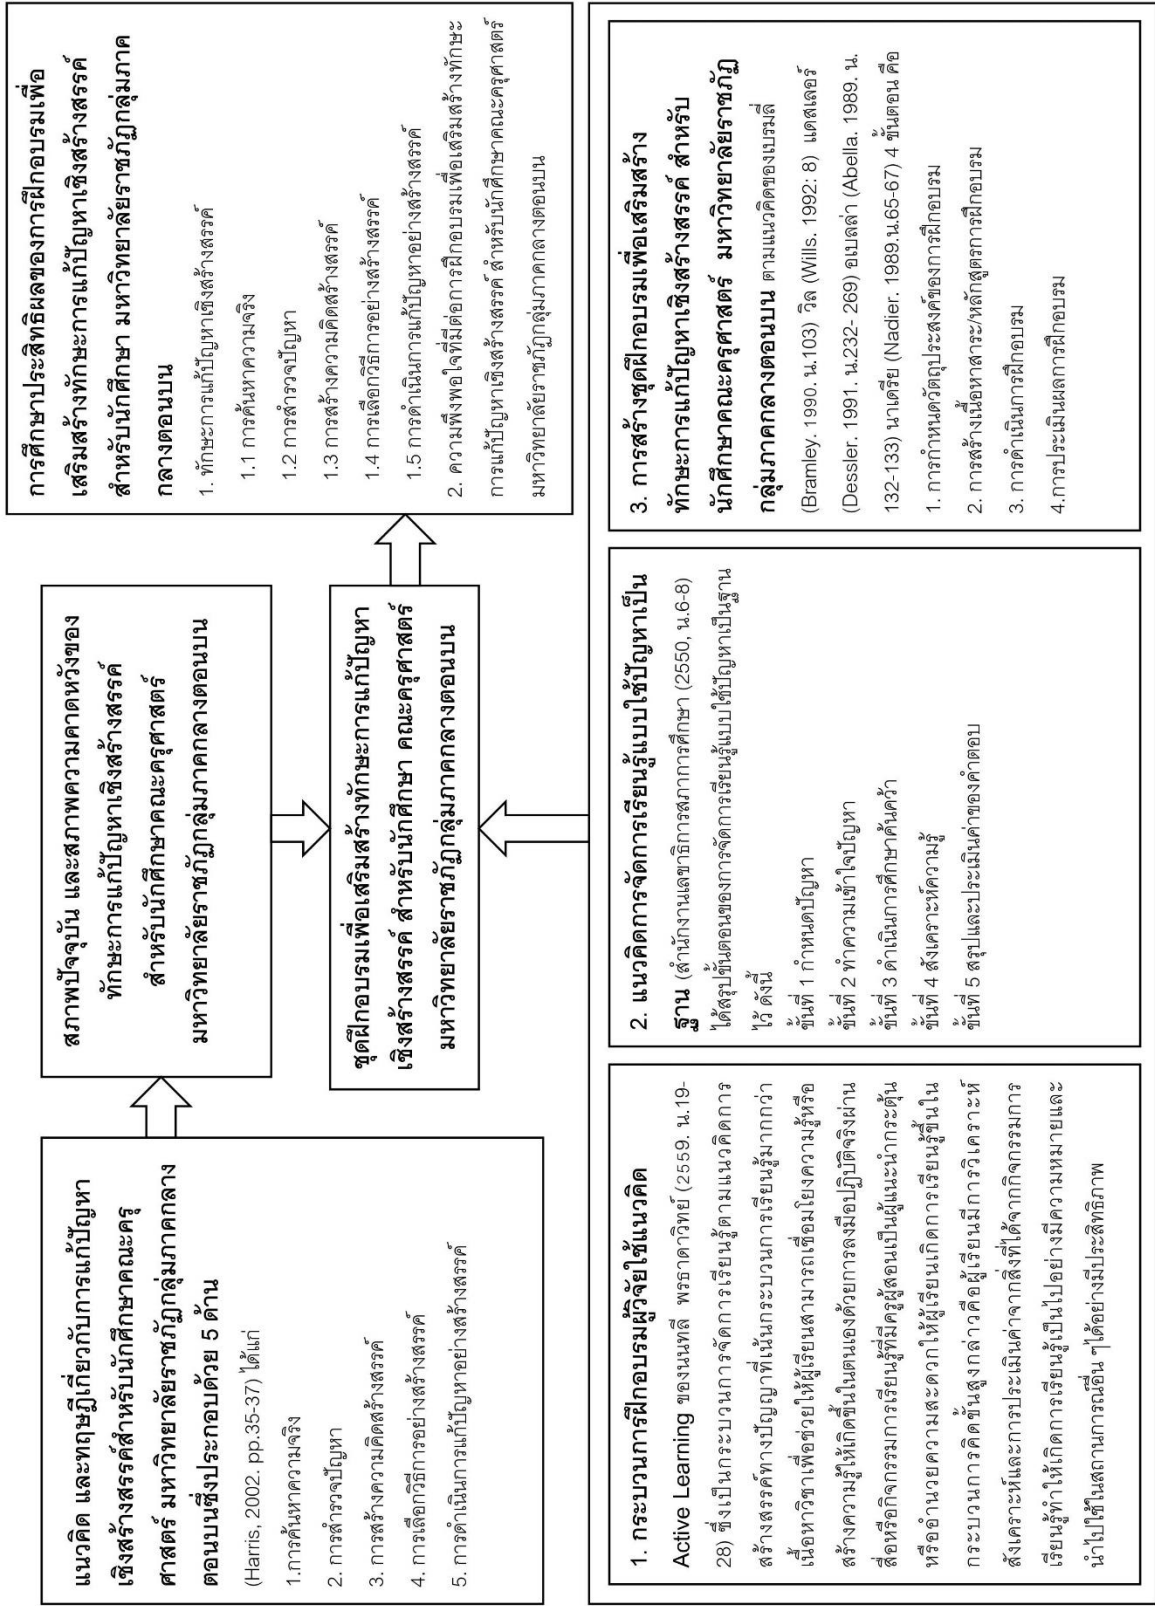 แนวคิด และทฤษฎีเกี่ยวกับการแก้ปัญหา
เชิงสร้างสรรค์สำหรับนักศึกษาคณะครุ
ศาสตร์ มหาวิทยาลัยราชภัฏกลุ่มภาคกลาง
ตอนบนซึ่งประกอบด้วย 5 ด้าน
(Harris, 2002. pp.35-37) ได้แก่
1.การค้นหาความจริง
2. การสำรวจปัญหา
3. การสร้างความคิดสร้างสรรค์
4. การเลือกวิธีการอย่างสร้างสรรค์
5. การดำเนินการแก้ปัญหาอย่างสร้างสรรค์
สภาพปัจจุบัน และสภาพความคาดหวังของ
ทักษะการแก้ปัญหาเชิงสร้างสรรค์
สำหรับนักศึกษาคณะครุศาสตร์
มหาวิทยาลัยราชภัฏกลุ่มภาคกลางตอนบน
ชุดฝึกอบรมเพื่อเสริมสร้างทักษะการแก้ปัญหา
เชิงสร้างสรรค์ สำหรับนักศึกษา คณะครุศาสตร์
มหาวิทยาลัยราชภัฏกลุ่มภาคกลางตอนบน
การศึกษาประสิทธิผลของการฝึกอบรมเพื่อ
เสริมสร้างทักษะการแก้ปัญหาเชิงสร้างสรรค์
สำหรับนักศึกษา มหาวิทยาลัยราชภัฏกลุ่มภาค
กลางตอนบน
1. ทักษะการแก้ปัญหาเชิงสร้างสรรค์
1.1 การค้นหาความจริง
1.2 การสำรวจปัญหา
1.3 การสร้างความคิดสร้างสรรค์
1.4 การเลือกวิธีการอย่างสร้างสรรค์
1.5 การดำเนินการแก้ปัญหาอย่างสร้างสรรค์
2. ความพึงพอใจที่มีต่อการฝึกอบรมเพื่อเสริมสร้างทักษะ
การแก้ปัญหาเชิงสร้างสรรค์ สำหรับนักศึกษาคณะครุศาสตร์
มหาวิทยาลัยราชภัฏกลุ่มภาคกลางตอนบน
1. กระบวนการฝึกอบรมผู้วิจัยใช้แนวคิด
Active Learning ของนนทลี พรธาดาวิทย์ (2559. น.19-
28) ซึ่งเป็นกระบวนการจัดการเรียนรู้ตามแนวคิดการ
สร้างสรรค์ทางปัญญาที่เน้นกระบวนการเรียนรู้มากกว่า
เนื้อหาวิชาเพื่อช่วยให้ผู้เรียนสามารถเชื่อมโยงความรู้หรือ
สร้างความรู้ให้เกิดขึ้นในตนเองด้วยการลงมือปฏิบัติจริงผ่าน
สื่อหรือกิจกรรมการเรียนรู้ที่มีครูผู้สอนเป็นผู้แนะนำกระตุ้น
หรืออำนวยความสะดวกให้ผู้เรียนเกิดการเรียนรู้ขึ้นใน
กระบวนการคิดขั้นสูงกล่าวคือผู้เรียนมีการวิเคราะห์
สังเคราะห์และการประเมินค่าจากสิ่งที่ได้จากกิจกรรมการ
เรียนรู้ทำให้เกิดการเรียนรู้เป็นไปอย่างมีความหมายและ
นำไปใช้ในสถานการณ์อื่น ๆได้อย่างมีประสิทธิภาพ
2. แนวคิดการจัดการเรียนรู้แบบใช้ปัญหาเป็น
ฐาน (สำนักงานเลขาธิการสภาการศึกษา (2550, น.6-8)
ได้สรุปขั้นตอนของการจัดการเรียนรู้แบบใช้ปัญหาเป็นฐาน
ไว้ ดังนี้
ขั้นที่ 1 กำหนดปัญหา
ขั้นที่ 2 ทำความเข้าใจปัญหา
ขั้นที่ 3 ดำเนินการศึกษาค้นคว้า
ขั้นที่ 4 สังเคราะห์ความรู้
ขั้นที่ 5 สรุปและประเมินค่าของคำตอบ
3. การสร้างชุดฝึกอบรมเพื่อเสริมสร้าง
ทักษะการแก้ปัญหาเชิงสร้างสรรค์ สำหรับ
นักศึกษาคณะครุศาสตร์ มหาวิทยาลัยราชภัฏ
กลุ่มภาคกลางตอนบน ตามแนวคิดของเบรมลี่
(Bramley. 1990. น.103) วิล (Wills. 1992: 8) แดสเลอร์
(Dessler. 1991. น.232- 269) อเบลล่า (Abella. 1989. น.
132-133) นาเดีย (Nadier. 1989.น.65-67) 4 ขั้นตอน คือ
1. การกำหนดวัตถุประสงค์ของการฝึกอบรม
2. การสร้างเนื้อหาสาระ/หลักสูตรการฝึกอบรม
3. การดำเนินการฝึกอบรม
4.การประเมินผลการฝึกอบรม